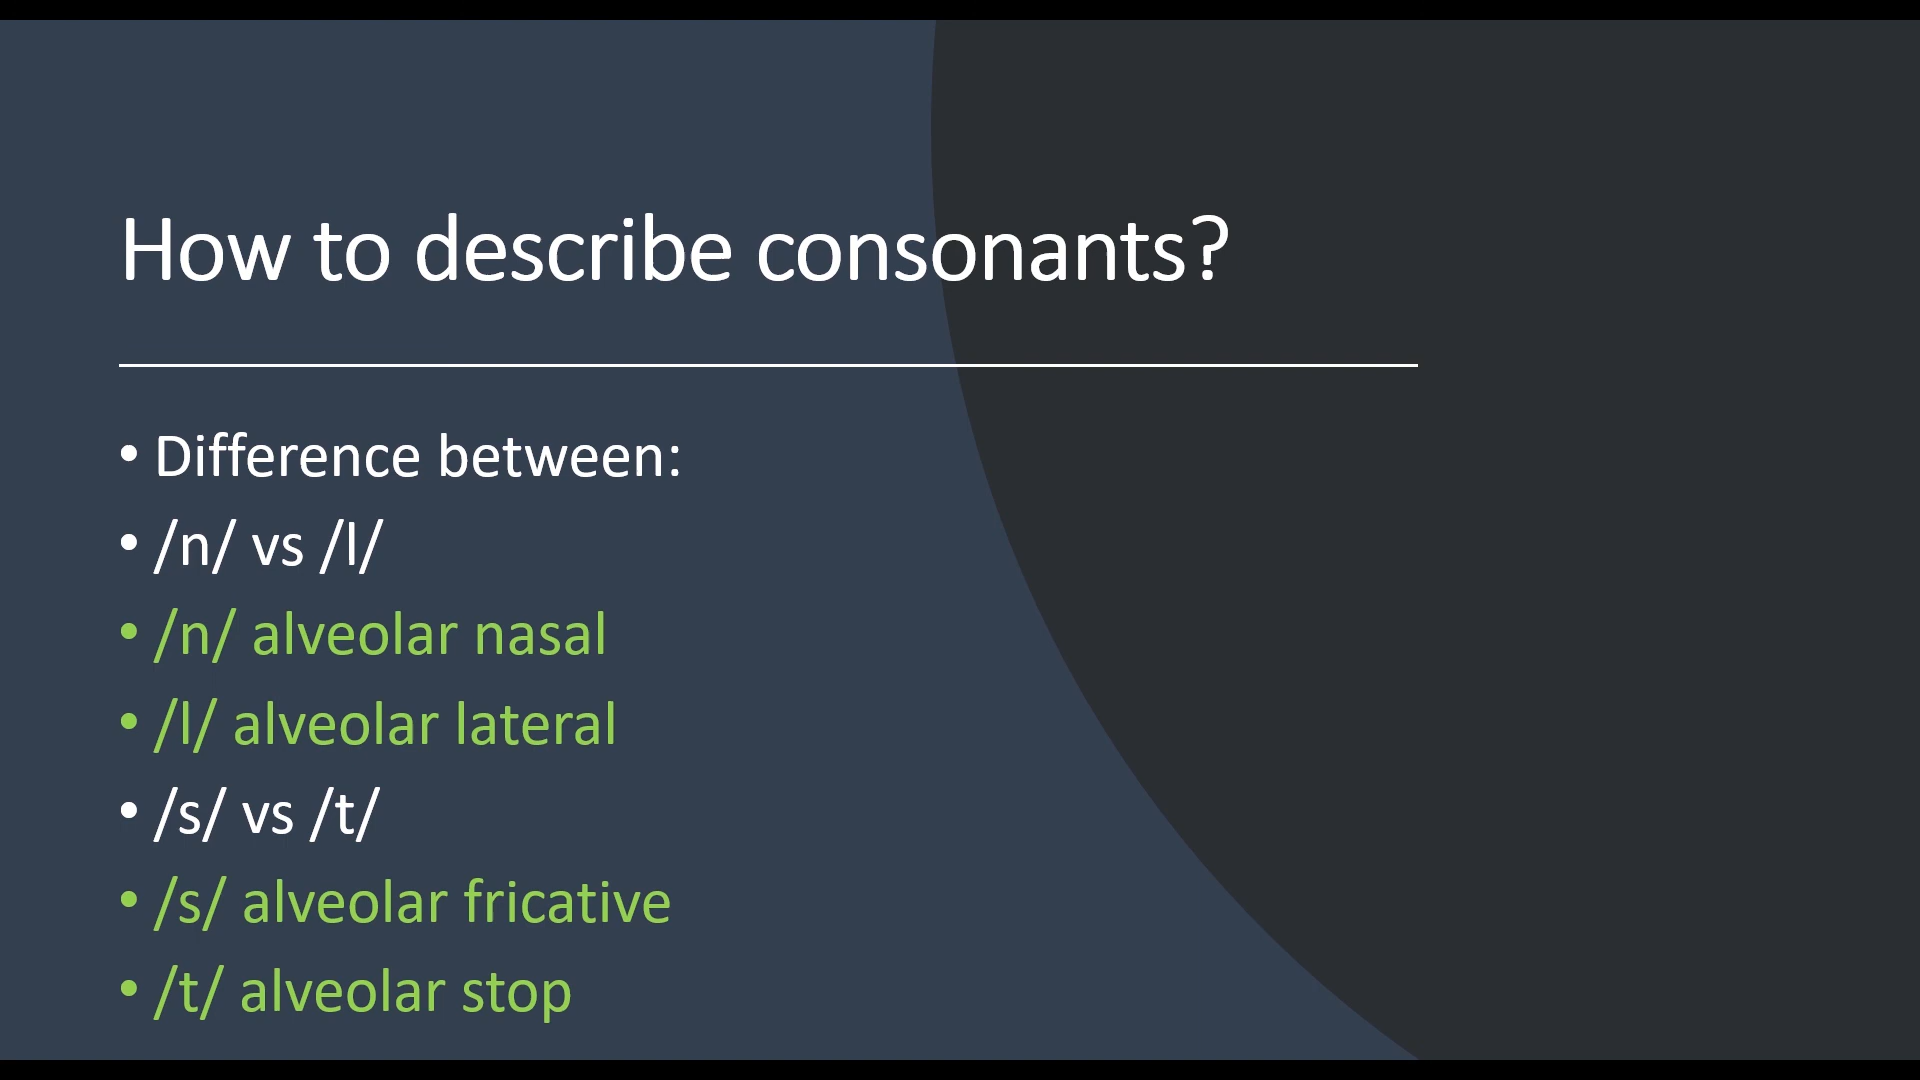 How to describe consonants?
• Difference between:
• /n/ vs /l/
• /n/ alveolar nasal
• /l/ alveolar lateral
• /s/ vs /t/
• /s/ alveolar fricative
• /t/ alveolar stop